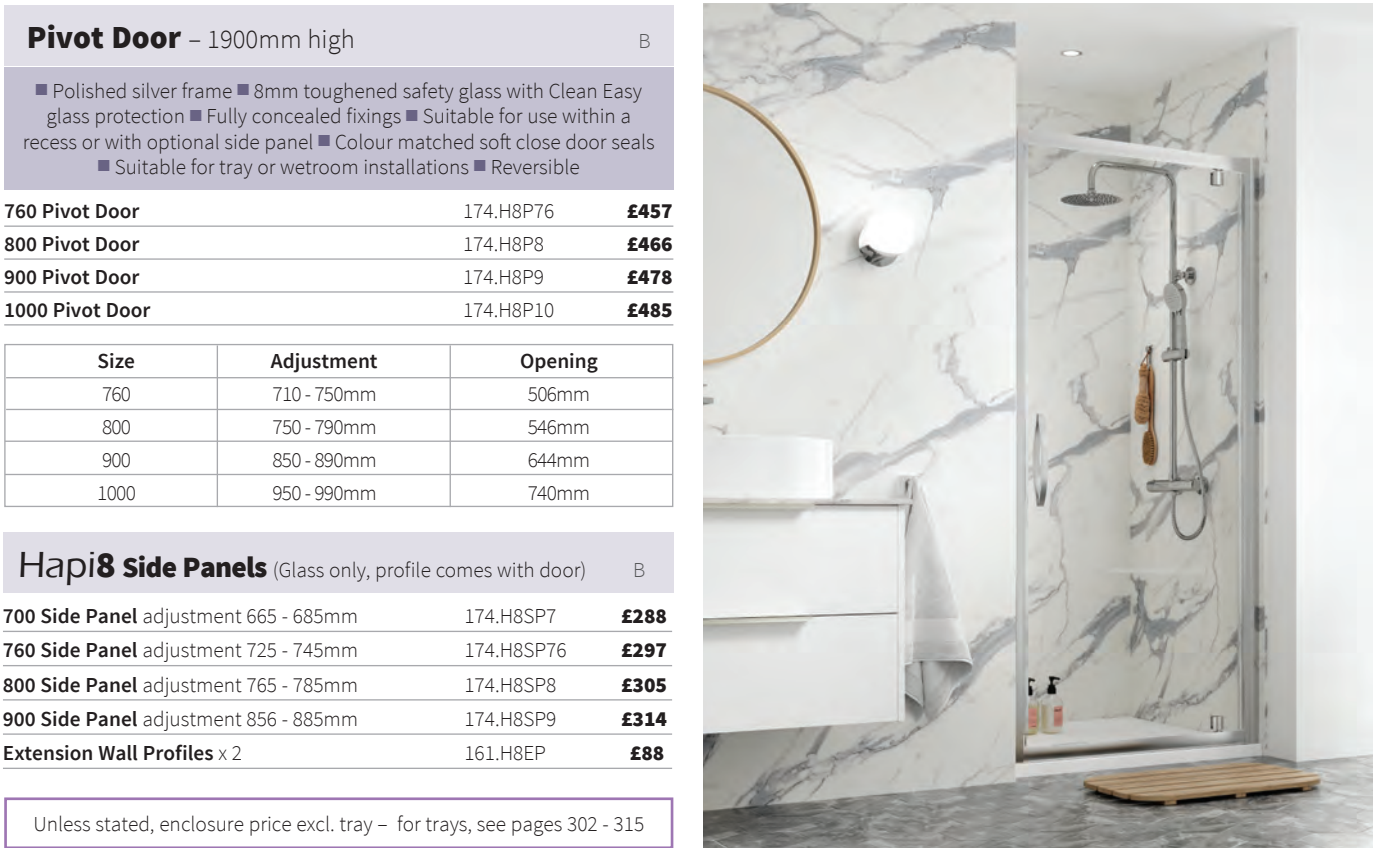 Pivot Door – 1900mm high B
■ Polished silver frame ■ 8mm toughened safety glass with Clean Easy
glass protection ■ Fully concealed fixings ■ Suitable for use within a
recess or with optional side panel ■ Colour matched soft close door seals
■ Suitable for tray or wetroom installations ■ Reversible
760 Pivot Door 174.H8P76 £457
800 Pivot Door 174.H8P8 £466
900 Pivot Door 174.H8P9 £478
1000 Pivot Door 174.H8P10 £485
Size Adjustment Opening
760 710 - 750mm 506mm
800 750 - 790mm 546mm
900 850 - 890mm 644mm
1000 950 - 990mm 740mm
Hapi8 Side Panels (Glass only, profile comes with door) B
700 Side Panel adjustment 665 - 685mm 174.H8SP7 £288
760 Side Panel adjustment 725 - 745mm 174.H8SP76 £297
800 Side Panel adjustment 765 - 785mm 174.H8SP8 £305
900 Side Panel adjustment 856 - 885mm 174.H8SP9 £314
Extension Wall Profiles x 2 161.H8EP £88
Unless stated, enclosure price excl. tray – for trays, see pages 302 - 315